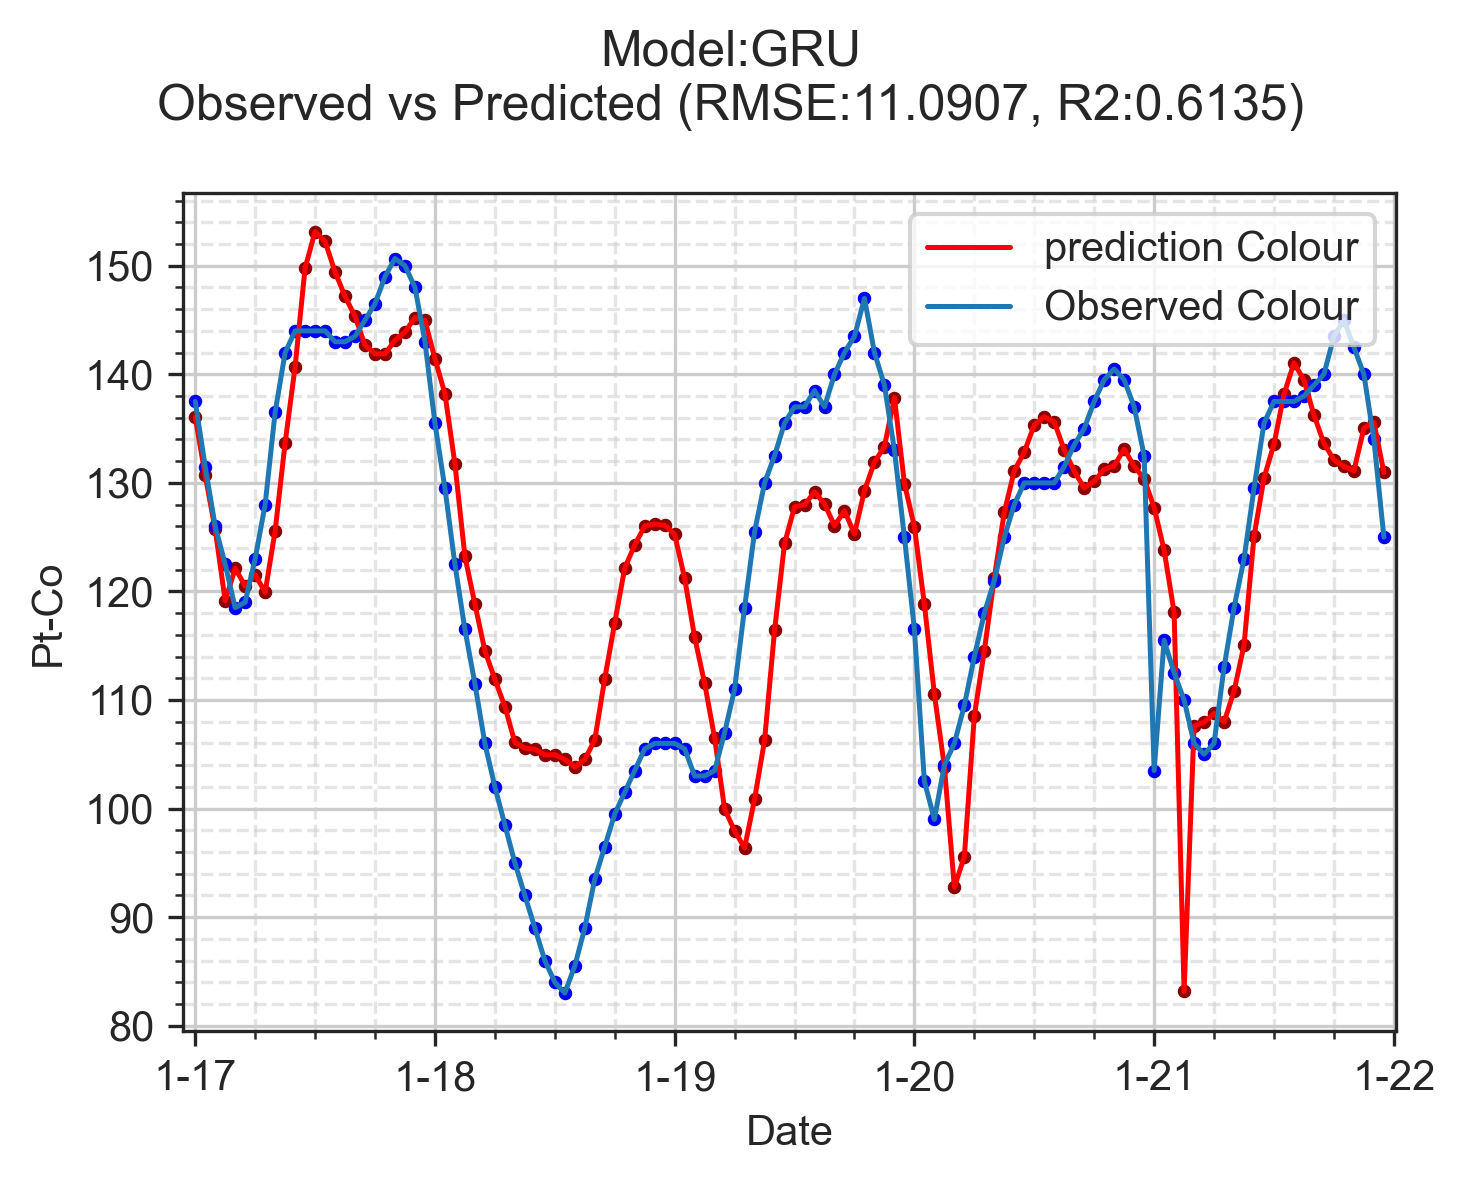 Model:GRU
Observed vs Predicted (RMSE:11.0907, R2:0.6135)
prediction Colour
Observed Colour
Pt-Co
150
140
130
120
110
100
90
80
1-17 1-18 1-19 1-20 1-21 1-22
Date